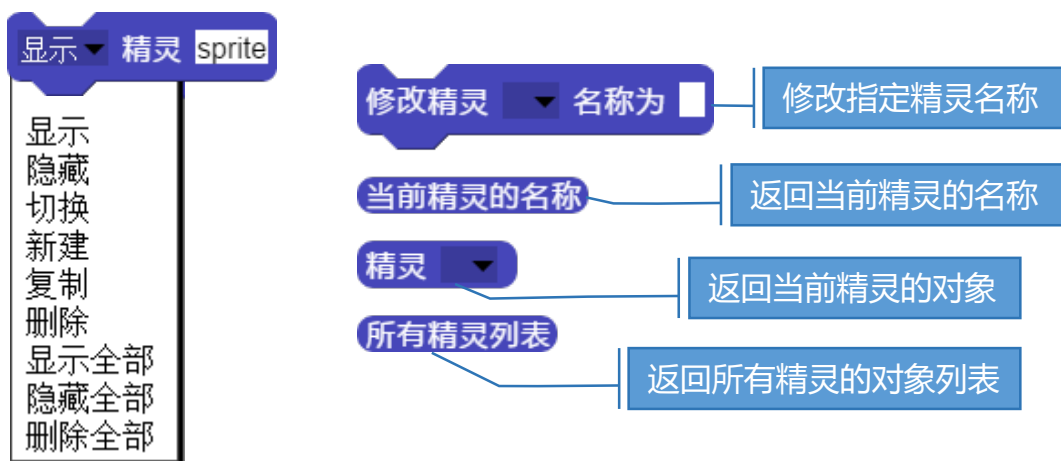 显示 精灵 sprite
显示
隐藏
切换
新建
复制
删除
显示全部
隐藏全部
删除全部
修改精灵 名称为
修改指定精灵名称
当前精灵的名称
返回当前精灵的名称
精灵
返回当前精灵的对象
所有精灵列表
返回所有精灵的对象列表